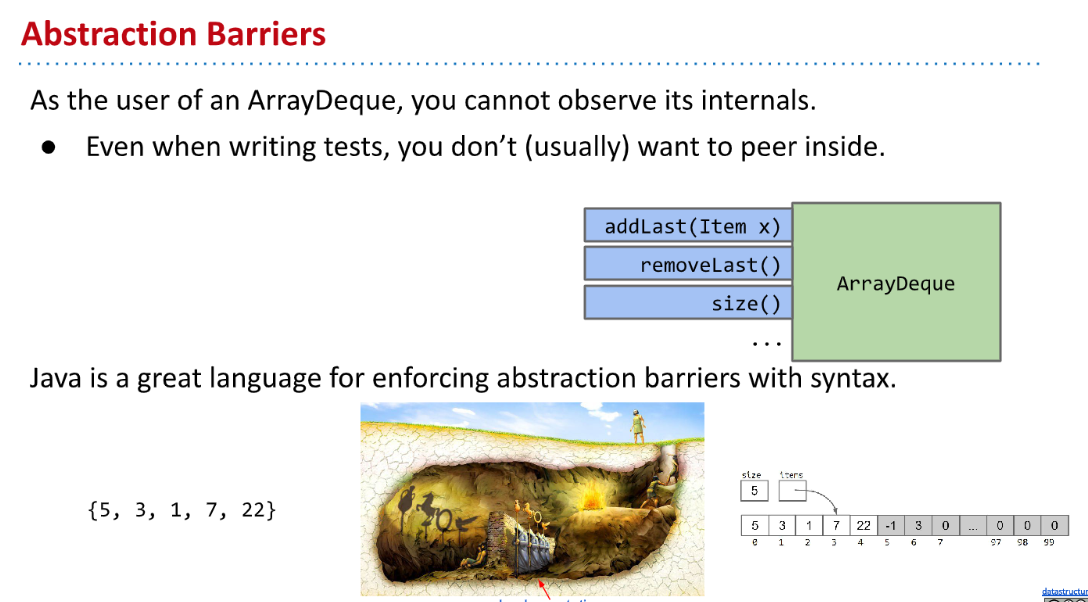 Abstraction Barriers
As the user of an ArrayDeque, you cannot observe its internals.
● Even when writing tests, you don’t (usually) want to peer inside.
addLast(Item x)
removeLast()
size()
...
ArrayDeque
Java is a great language for enforcing abstraction barriers with syntax.
{5, 3, 1, 7, 22}
size items
5
5 3 1 7 22 -1 3 0 ... 0 0 0
0 1 2 3 4 5 6 7 97 98 99
datastructur